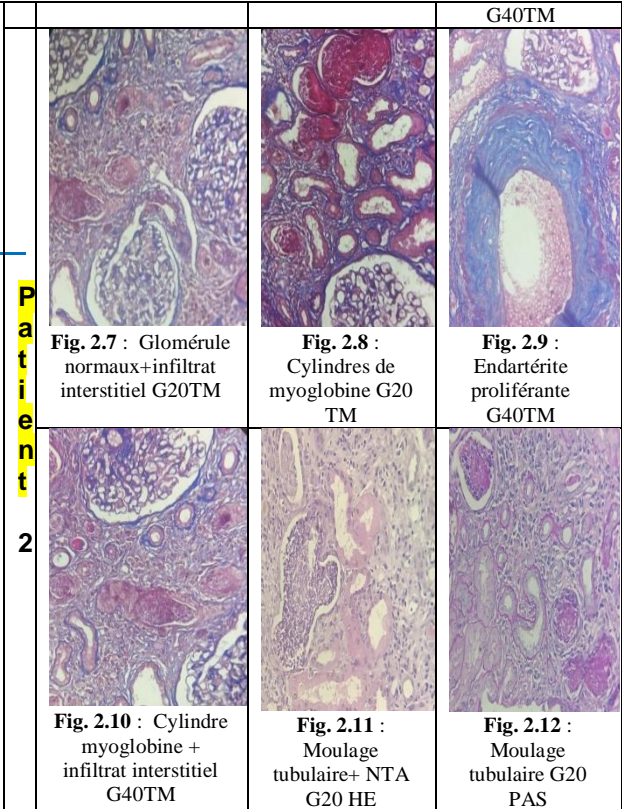 G40TM
Patient 2
Fig. 2.7 : Glomérule
normaux+infiltrat
interstitiel G20TM
Fig. 2.8 :
Cylindres de
myoglobine G20
TM
Fig. 2.9 :
Endartérite
proliférante
G40TM
Fig. 2.10 : Cylindre
myoglobine +
infiltrat interstitiel
G40TM
Fig. 2.11 :
Moulage
tubulaire+ NTA
G20 HE
Fig. 2.12 :
Moulage
tubulaire G20
PAS